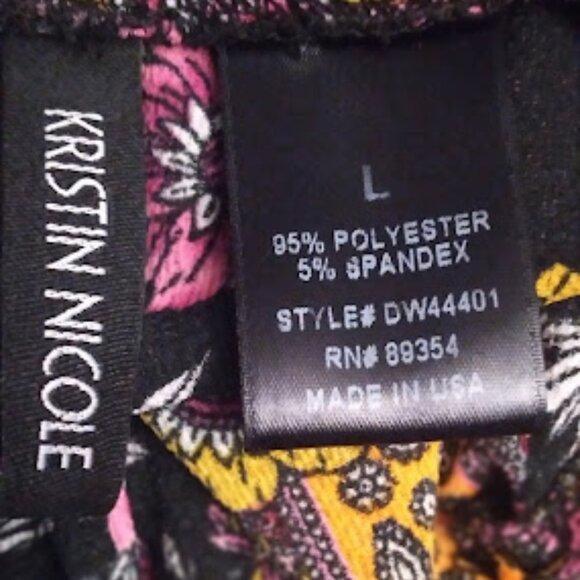 KRISTIN NICOLE
L
95% POLYESTER
5% SPANDEX
STYLE# DW44401
RN# 89354
MADE IN USA